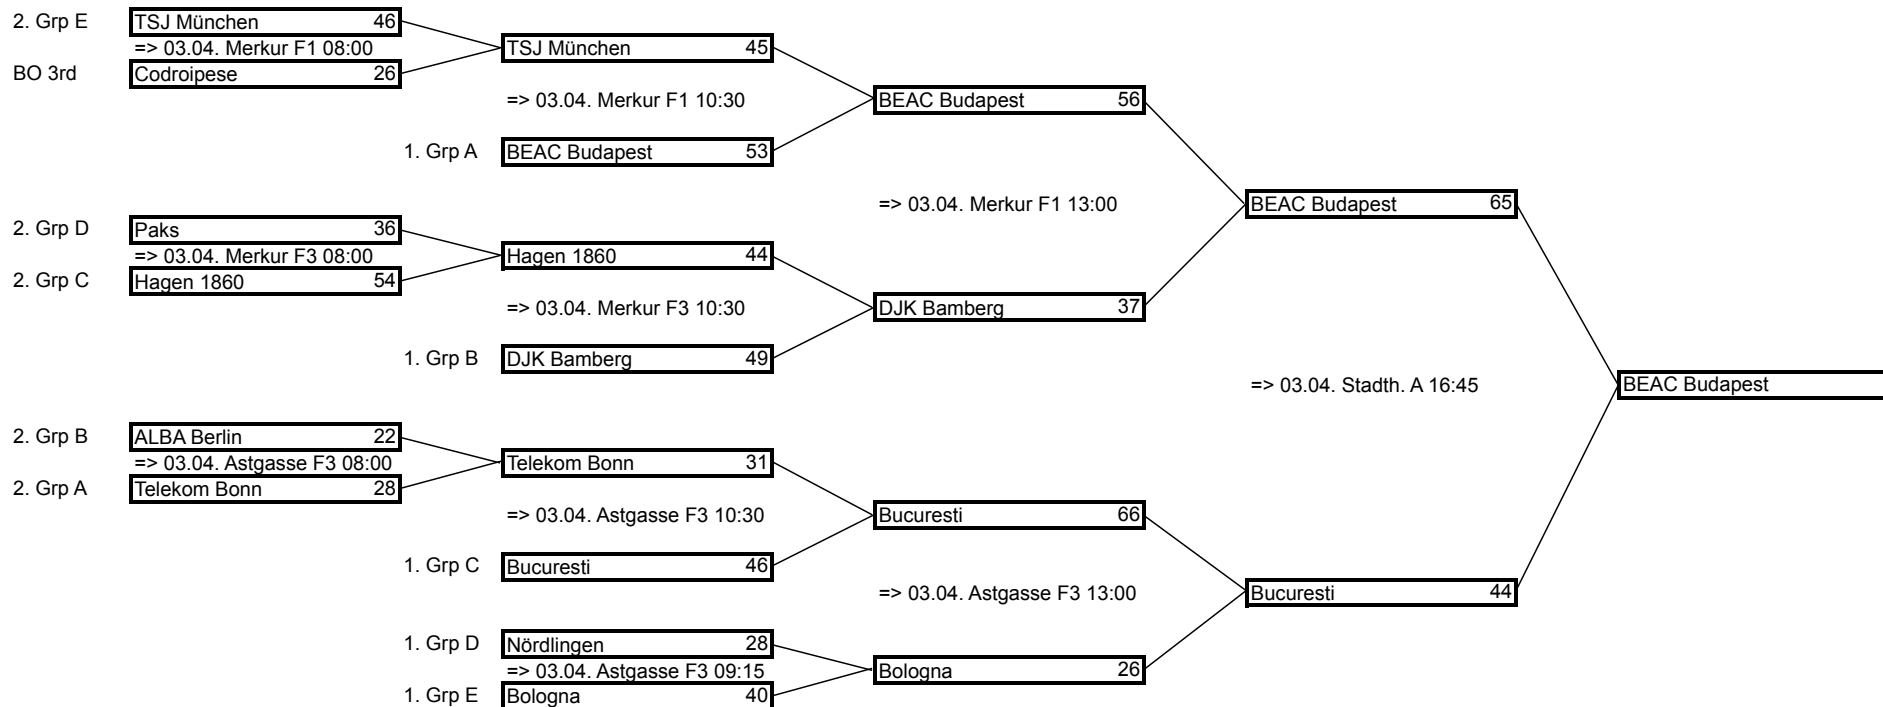 2. Grp E TSJ München 46
=> 03.04. Merkur F1 08:00
TSJ München 45
BO 3rd Codroipese 26
=> 03.04. Merkur F1 10:30
BEAC Budapest 56
1. Grp A BEAC Budapest 53
=> 03.04. Merkur F1 13:00
BEAC Budapest 65
2. Grp D Paks 36
=> 03.04. Merkur F3 08:00
Hagen 1860 44
2. Grp C Hagen 1860 54
=> 03.04. Merkur F3 10:30
DJK Bamberg 37
1. Grp B DJK Bamberg 49
=> 03.04. Stadth. A 16:45
BEAC Budapest
2. Grp B ALBA Berlin 22
=> 03.04. Astgasse F3 08:00
Telekom Bonn 31
2. Grp A Telekom Bonn 28
=> 03.04. Astgasse F3 10:30
Bucuresti 66
1. Grp C Bucuresti 46
=> 03.04. Astgasse F3 13:00
Bucuresti 44
1. Grp D Nördlingen 28
=> 03.04. Astgasse F3 09:15
Bologna 26
1. Grp E Bologna 40